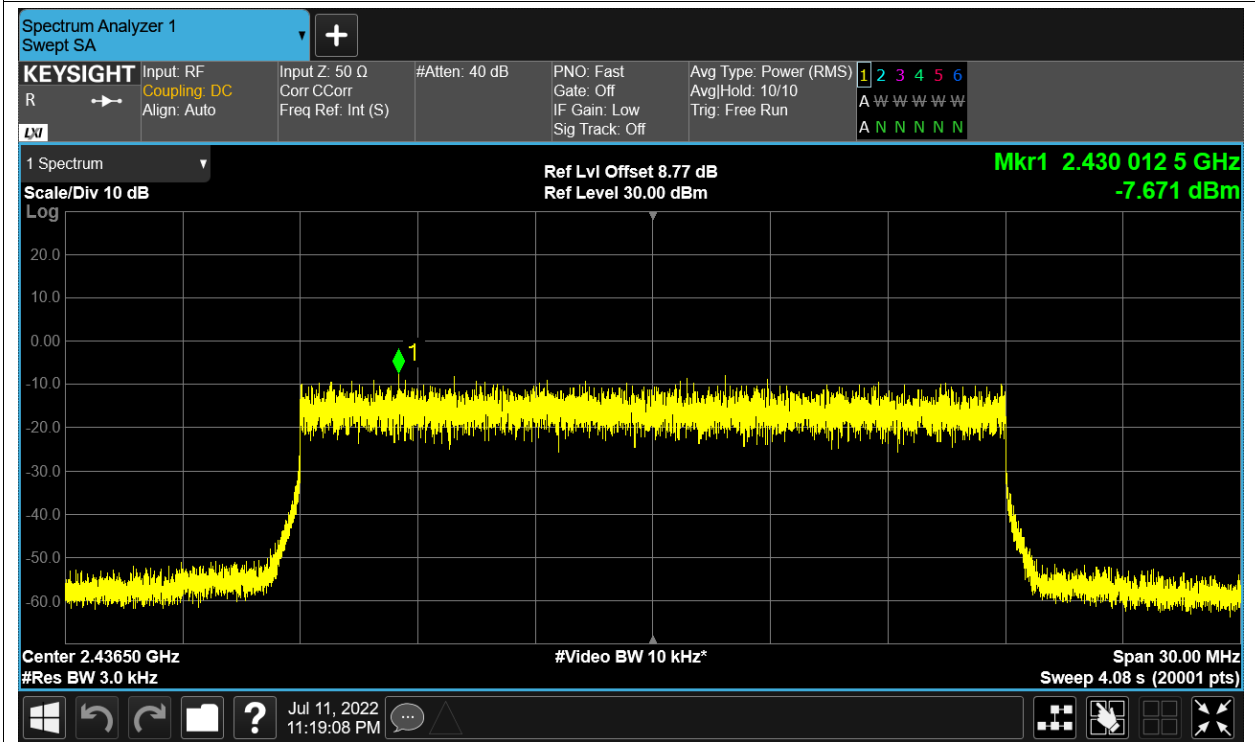 Spectrum Analyzer 1
Swept SA
+
KEYSIGHT
R
LXI
Input: RF
Coupling: DC
Align: Auto
Input Z: 50 Ω
Corr CCorr
Freq Ref: Int (S)
#Atten: 40 dB
PNO: Fast
Gate: Off
IF Gain: Low
Sig Track: Off
Avg Type: Power (RMS)
Avg|Hold: 10/10
Trig: Free Run
1 2 3 4 5 6
A W W W W W
A N N N N N
1 Spectrum
Scale/Div 10 dB
Log
Ref Lvl Offset 8.77 dB
Ref Level 30.00 dBm
Mkr1 2.430 012 5 GHz
-7.671 dBm
20.0
10.0
0.00
1
-10.0
-20.0
-30.0
-40.0
-50.0
-60.0
Center 2.43650 GHz
#Res BW 3.0 kHz
#Video BW 10 kHz*
Span 30.00 MHz
Sweep 4.08 s (20001 pts)
?
Jul 11, 2022
11:19:08 PM